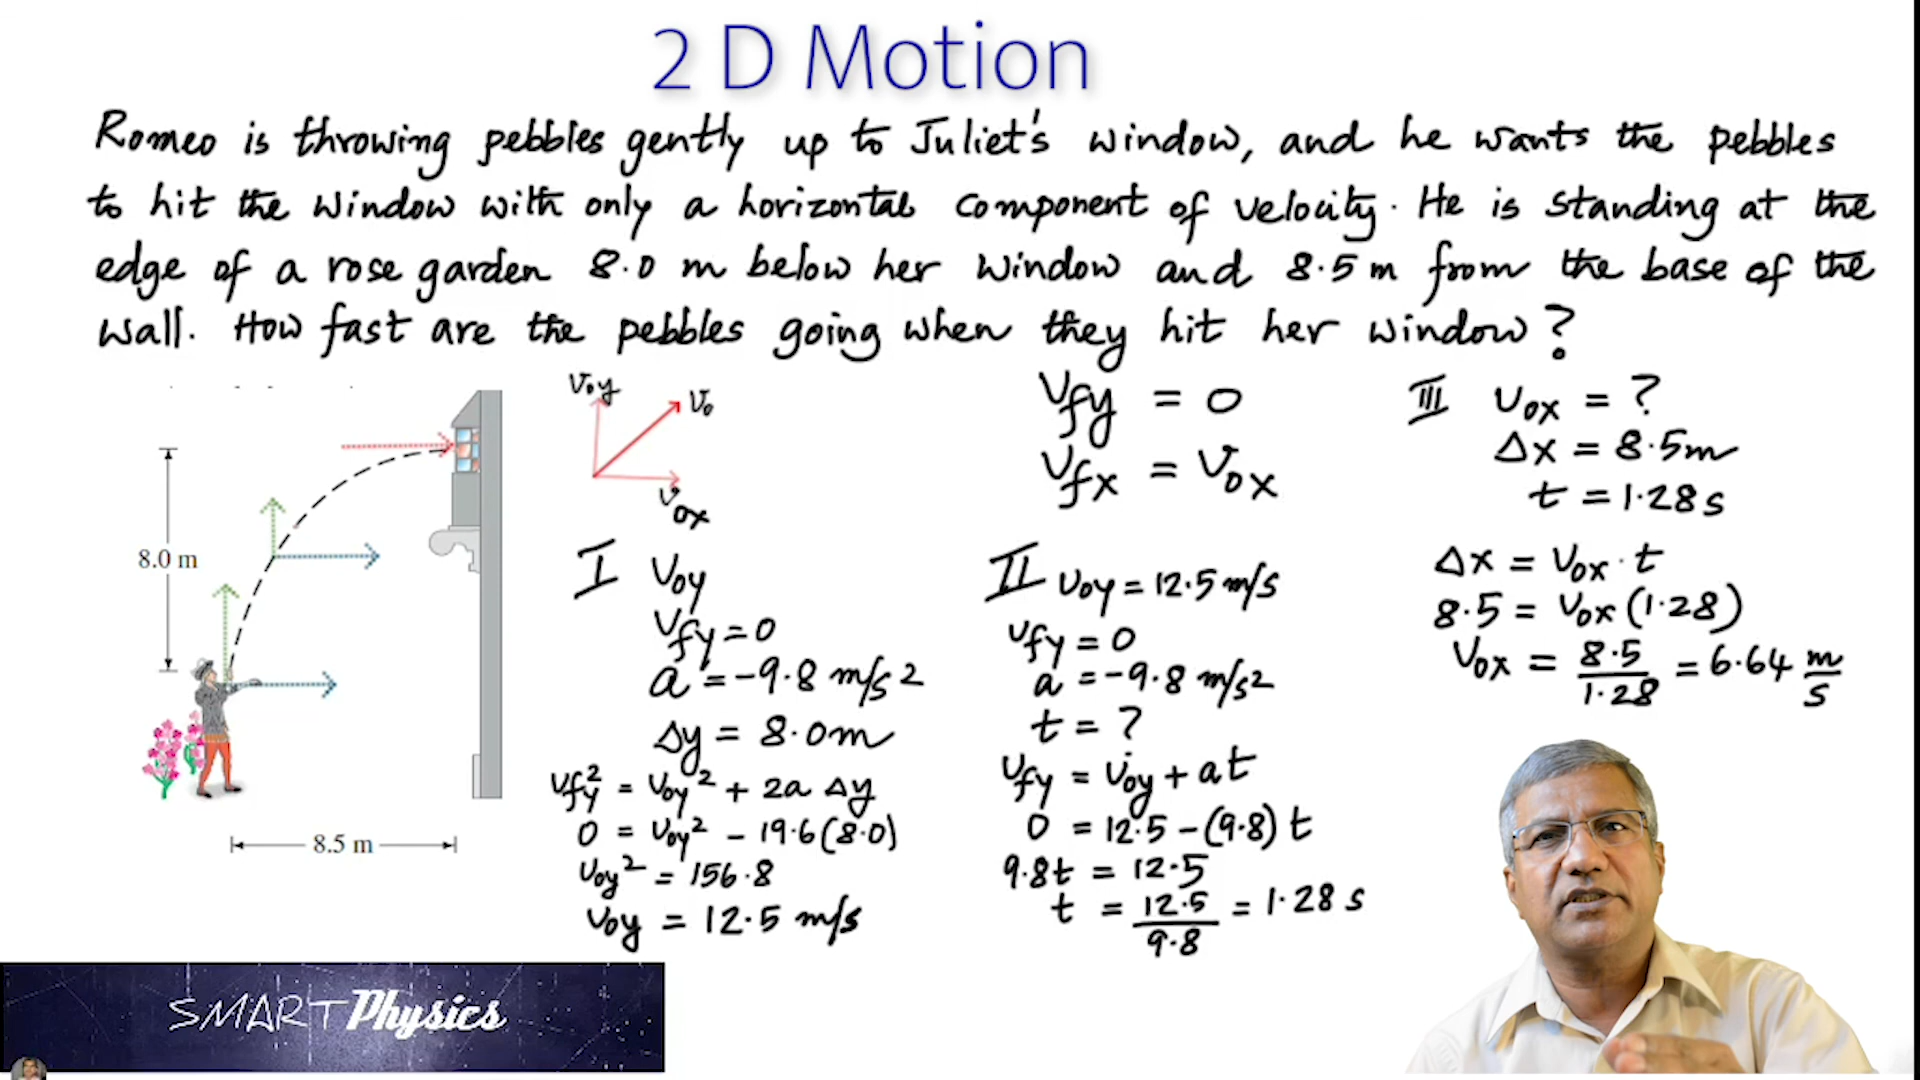 2 D Motion
Romeo is throwing pebbles gently up to Juliet's window, and he wants the pebbles
to hit the window with only a horizontal component of velocity. He is standing at the
edge of a rose garden 8.0 m below her window and 8.5 m from the base of the
wall. How fast are the pebbles going when they hit her window?
8.0 m
8.5 m
Voy
Vo
Vox
I Voy
Vfy = 0
a = -9.8 m/s2
Δy = 8.0 m
Vfy² = Voy² + 2a Δy
0 = Voy² - 19.6(8.0)
Voy² = 156.8
Voy = 12.5 m/s
Vfy = 0
Vfx = Vox
II Voy = 12.5 m/s
Vfy = 0
a = -9.8 m/s2
t = ?
Vfy = Voy + at
0 = 12.5 - (9.8) t
9.8t = 12.5
t = 12.5/9.8 = 1.28 s
III Vox = ?
Δx = 8.5m
t = 1.28 s
Δx = Vox · t
8.5 = Vox (1.28)
Vox = 8.5/1.28 = 6.64 m/s
SMART Physics